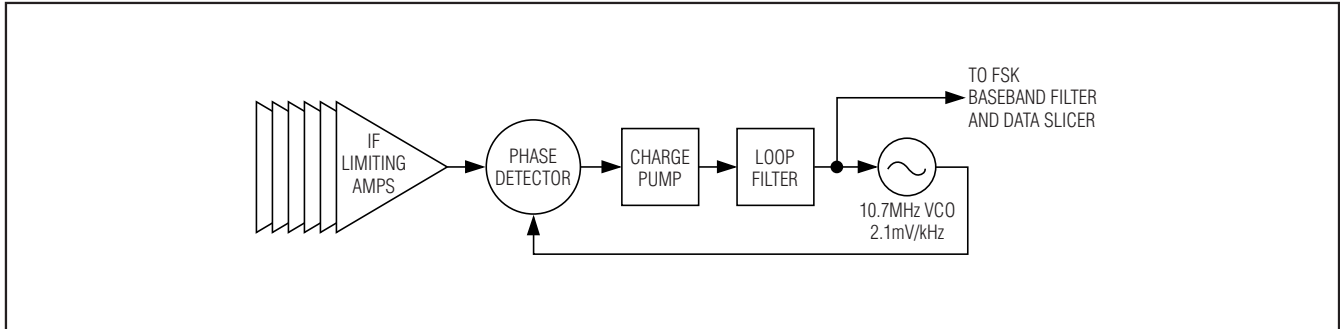 IF
LIMITING
AMPS
PHASE
DETECTOR
CHARGE
PUMP
LOOP
FILTER
TO FSK
BASEBAND FILTER
AND DATA SLICER
10.7MHz VCO
2.1mV/kHz